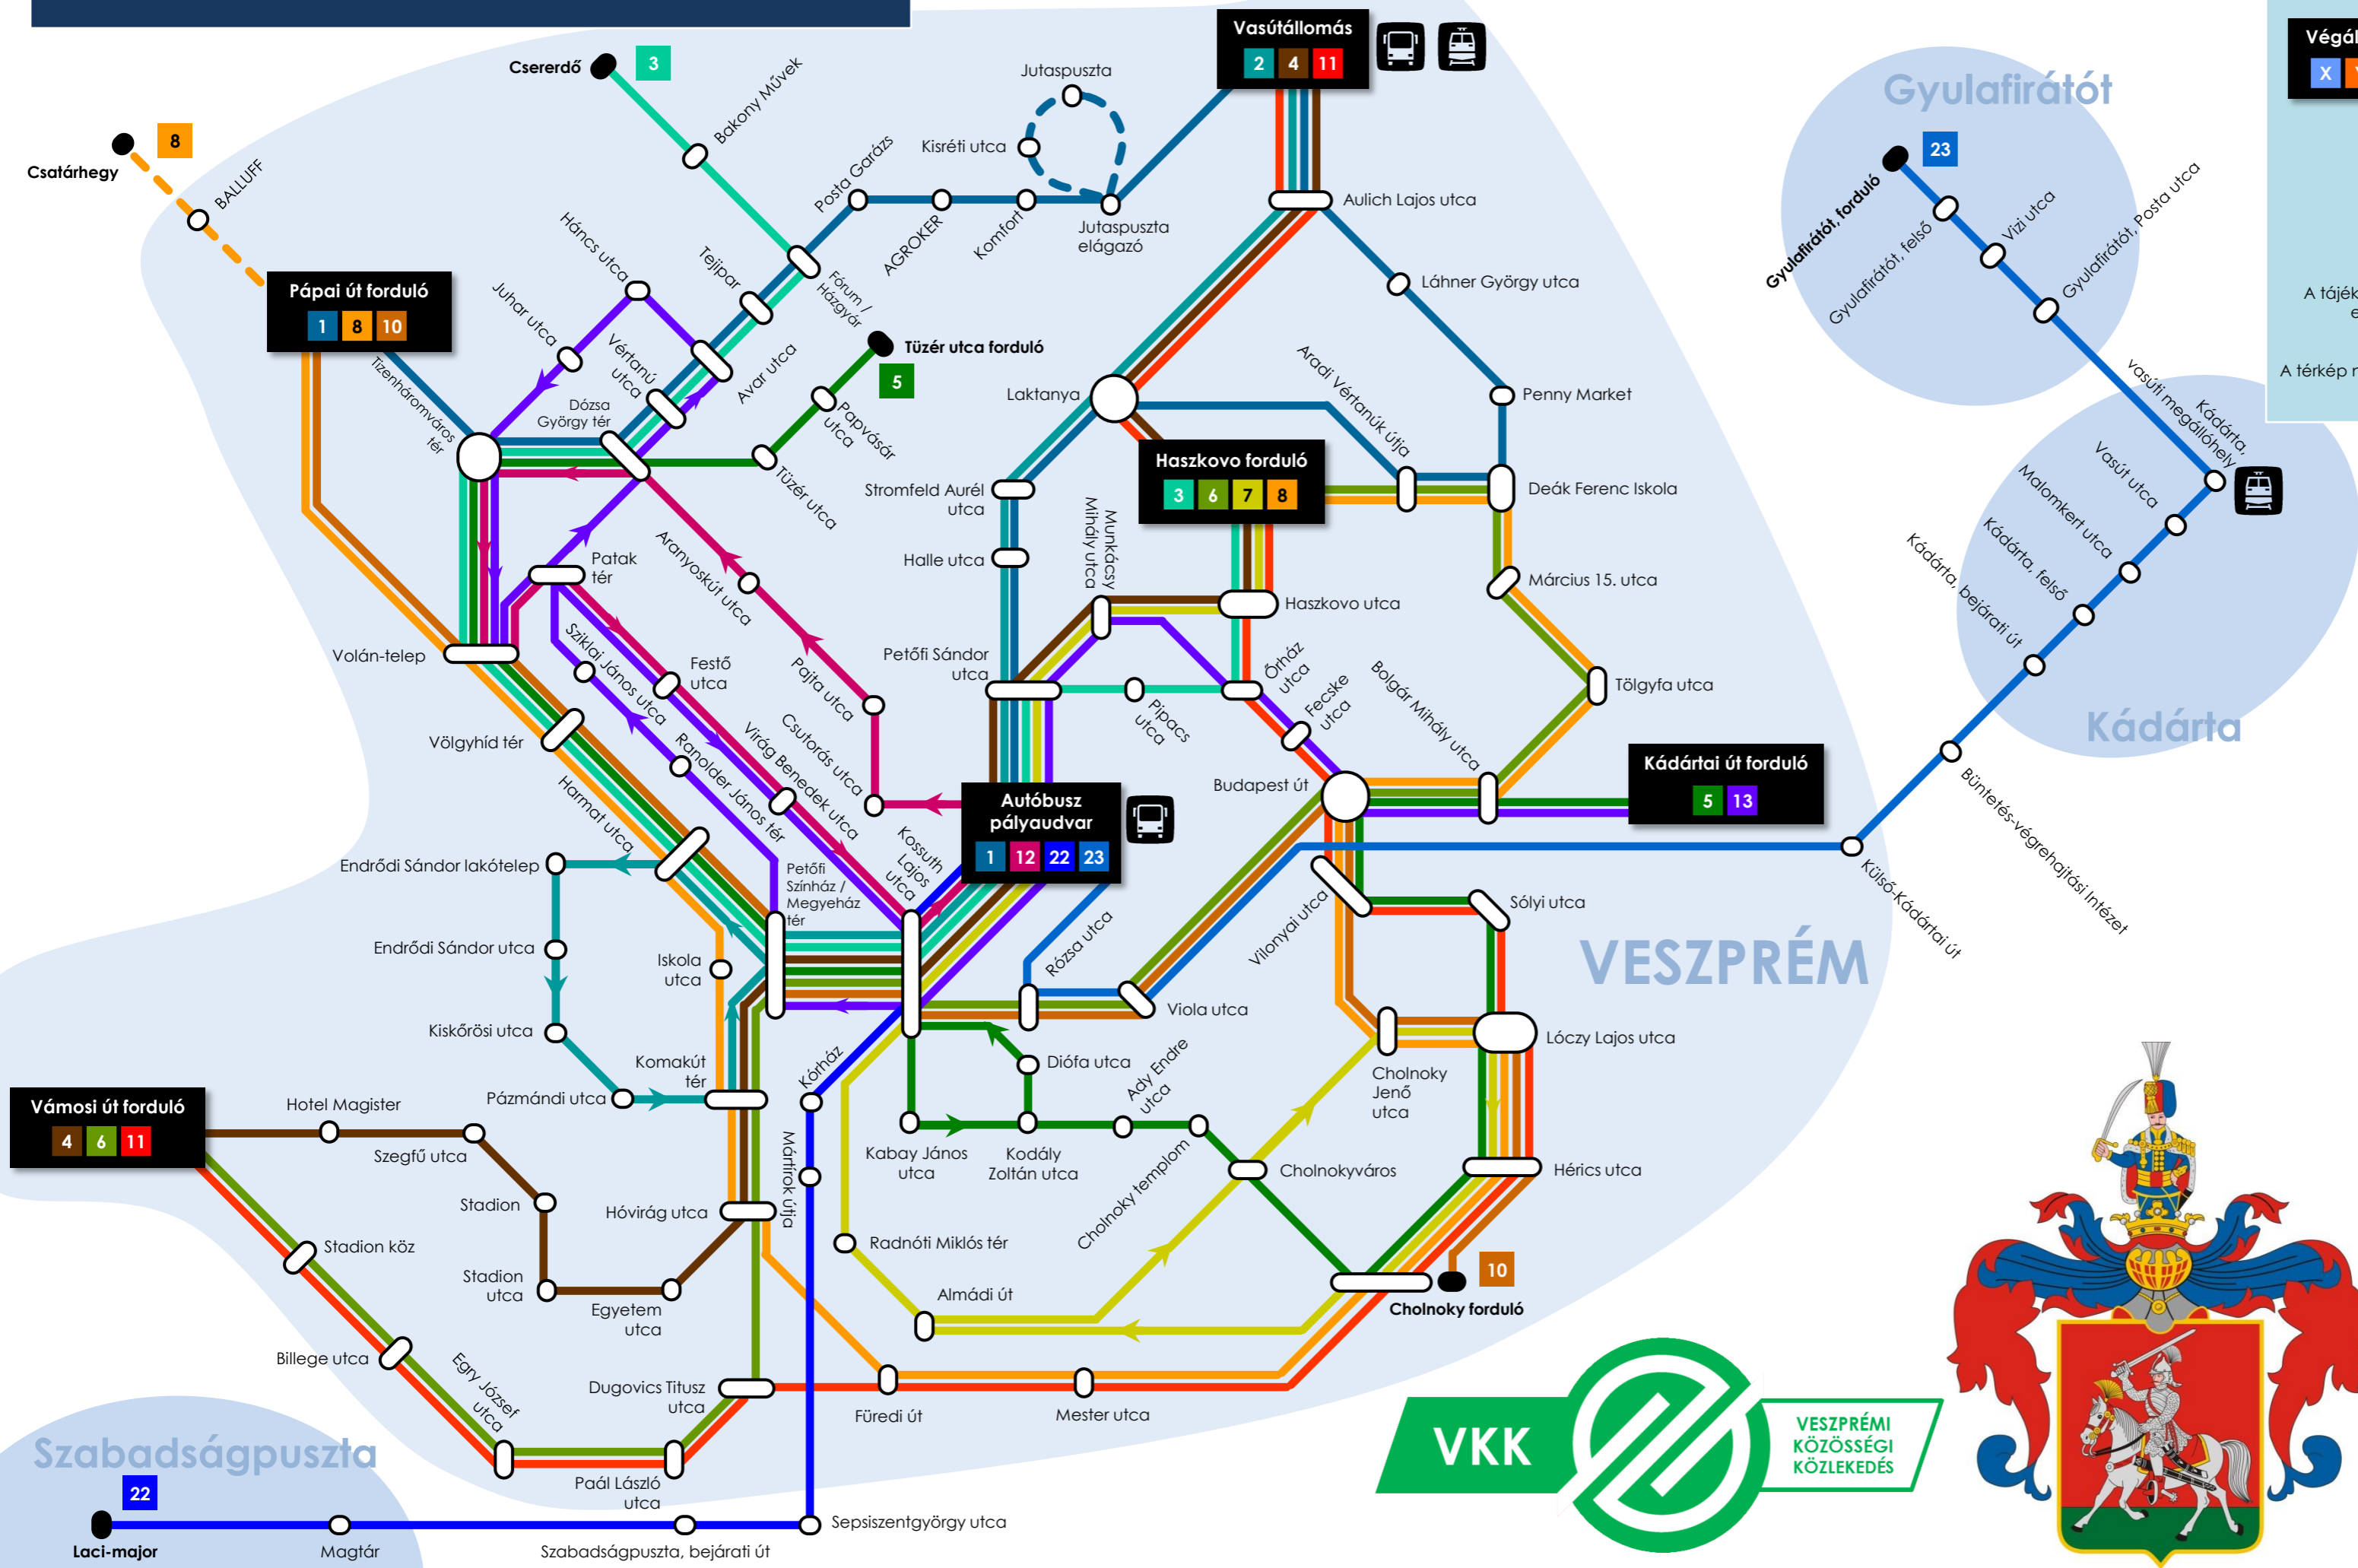 Vasútállomás
2 4 11
Csererdő
3
Bakony Művek
Jutaspuszta
Kisréti utca
Posta Garázs
AGROKER
Komfort
Jutaspuszta
elágazó
Aulich Lajos utca
Láhner György utca
Penny Market
Csatárhegy
8
BALLUFF
Pápai út forduló
1 8 10
Tizenháromváros
tér
Háncs utca
Juhar utca
Tejipar
Fórum /
Házgyár
Vértanú
utca
Avar utca
Dózsa
György tér
Tüzér utca forduló
5
Papvásár
utca
Tüzér utca
Laktanya
Aradi Vértanúk útja
Haszkovo forduló
3 6 7 8
Deák Ferenc Iskola
Stromfeld Aurél
utca
Halle utca
Munkácsy
Mihály utca
Haszkovo utca
Március 15. utca
Tölgyfa utca
Patak
tér
Aranyoskút utca
Pajta utca
Csutorás utca
Volán-telep
Sziklai János utca
Festő
utca
Ranolder János tér
Virág Benedek utca
Völgyhíd tér
Harmat utca
Petőfi Sándor
utca
Pipacs
utca
Őrház
utca
Fecske
utca
Budapest út
Bolgár Mihály utca
Kádártai út forduló
5 13
Autóbusz
pályaudvar
1 12 22 23
Kossuth
Lajos
utca
Petőfi
Színház /
Megyeház
tér
Endrődi Sándor lakótelep
Endrődi Sándor utca
Kiskőrösi utca
Pázmándi utca
Iskola
utca
Komakút
tér
Rózsa utca
Viola utca
Vilonyai utca
Sólyi utca
Lóczy Lajos utca
Cholnoky
Jenő
utca
Hérics utca
Kórház
Mártírok útja
Diófa utca
Ady Endre
utca
Kabay János
utca
Kodály
Zoltán utca
Cholnoky templom
Cholnokyváros
Radnóti Miklós tér
Almádi út
10
Cholnoky forduló
Vámosi út forduló
4 6 11
Hotel Magister
Szegfű utca
Stadion
Stadion
utca
Egyetem
utca
Hóvirág utca
Stadion köz
Billege utca
Egry József
utca
Paál László
utca
Dugovics Titusz
utca
Füredi út
Mester utca
Szabadságpuszta
22
Laci-major
Magtár
Szabadságpuszta, bejárati út
Sepsiszentgyörgy utca
VESZPRÉM
Gyulafirátót
23
Gyulafirátót, forduló
Gyulafirátót, felső
Vízi utca
Gyulafirátót, Posta utca
Kádárta,
vasúti megállóhely
Vasút utca
Malomkert utca
Kádárta, felső
Kádárta, bejárati út
Kádárta
Büntetés-végrehajtási Intézet
Külső-Kádártai út
Végál
X
A tájék
e
A térkép
VKK
VESZPRÉMI
KÖZÖSSÉGI
KÖZLEKEDÉS